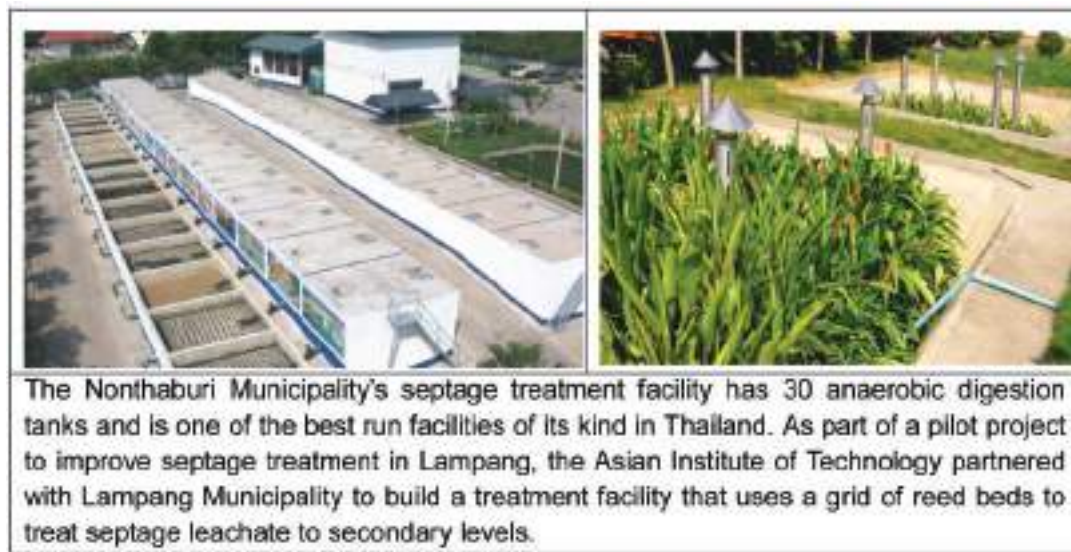 The Nonthaburi Municipality's septage treatment facility has 30 anaerobic digestion
tanks and is one of the best run facilities of its kind in Thailand. As part of a pilot project
to improve septage treatment in Lampang, the Asian Institute of Technology partnered
with Lampang Municipality to build a treatment facility that uses a grid of reed beds to
treat septage leachate to secondary levels.